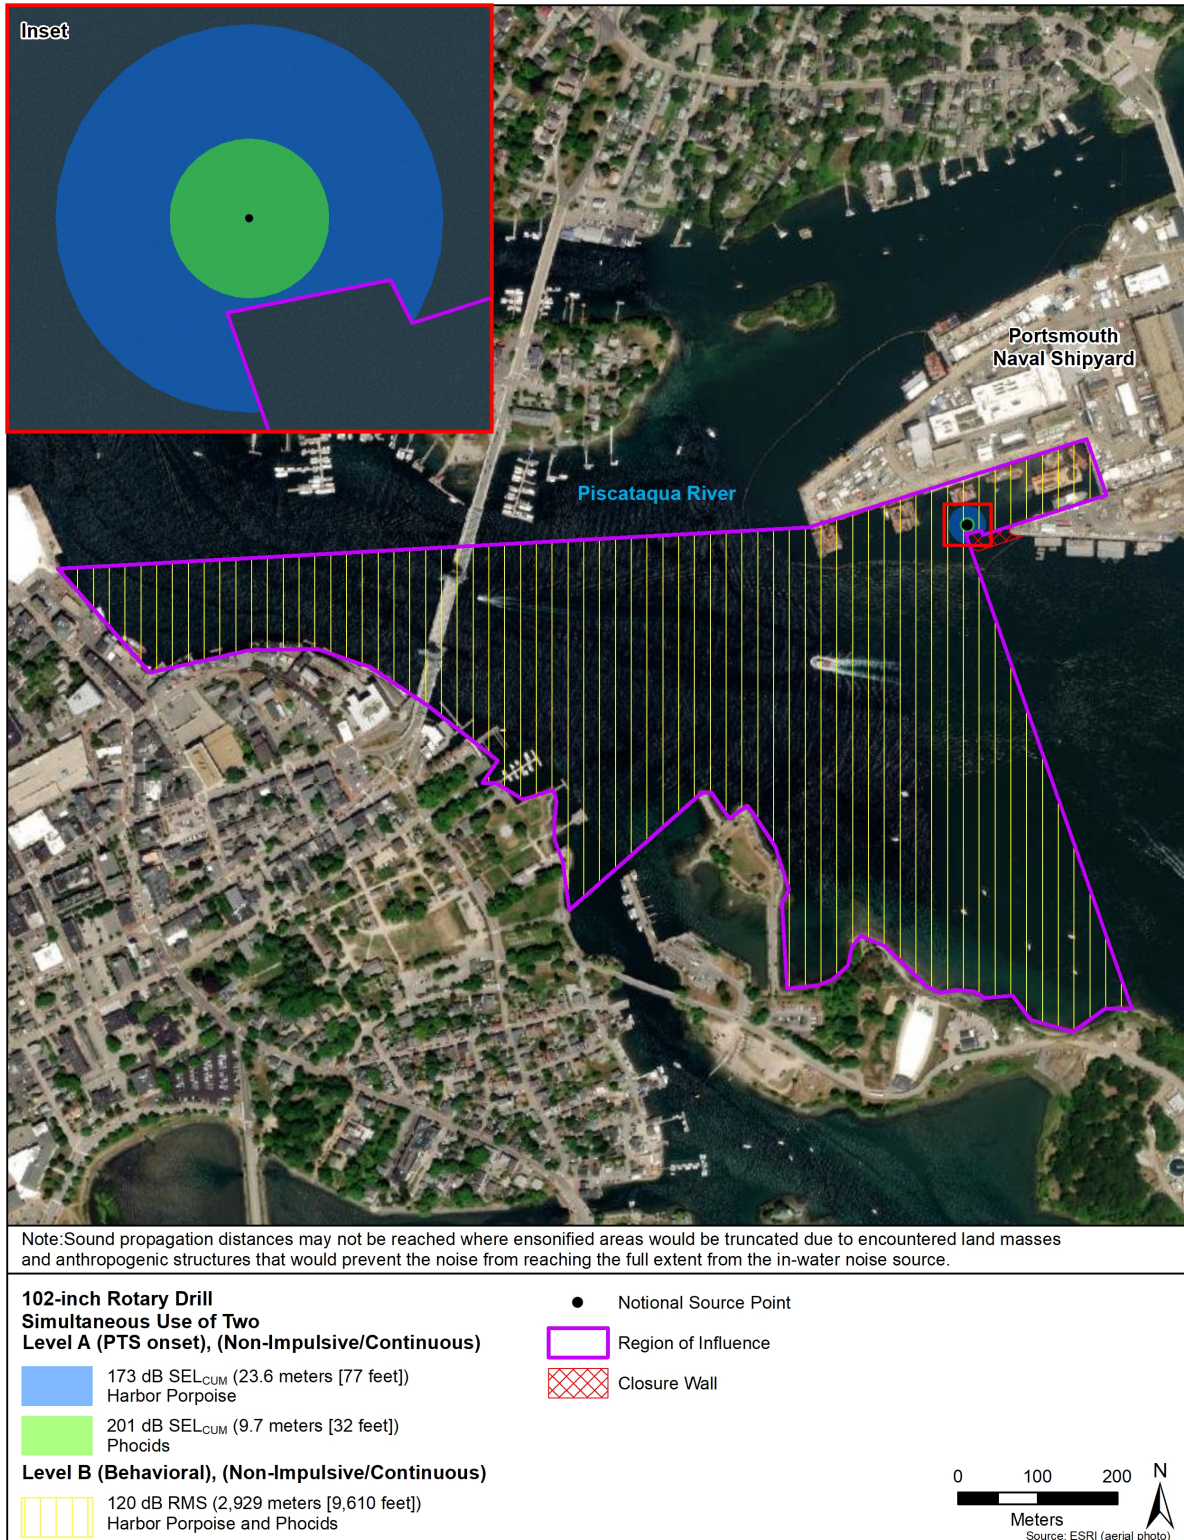 Inset
Portsmouth
Naval Shipyard
Piscataqua River
Note:Sound propagation distances may not be reached where ensonified areas would be truncated due to encountered land masses
and anthropogenic structures that would prevent the noise from reaching the full extent from the in-water noise source.
102-inch Rotary Drill
Simultaneous Use of Two
Level A (PTS onset), (Non-Impulsive/Continuous)
173 dB SELCUM (23.6 meters [77 feet])
Harbor Porpoise
201 dB SELCUM (9.7 meters [32 feet])
Phocids
Level B (Behavioral), (Non-Impulsive/Continuous)
120 dB RMS (2,929 meters [9,610 feet])
Harbor Porpoise and Phocids
Notional Source Point
Region of Influence
Closure Wall
0 100 200
Meters
N
Source: ESRI (aerial photo)